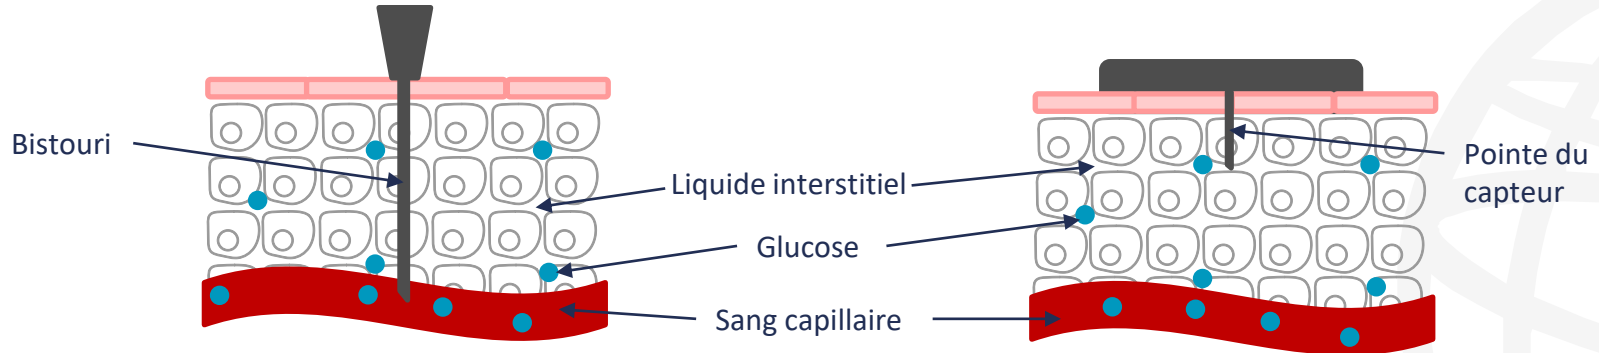 Bistouri
Liquide interstitiel
Glucose
Sang capillaire
Pointe du
capteur